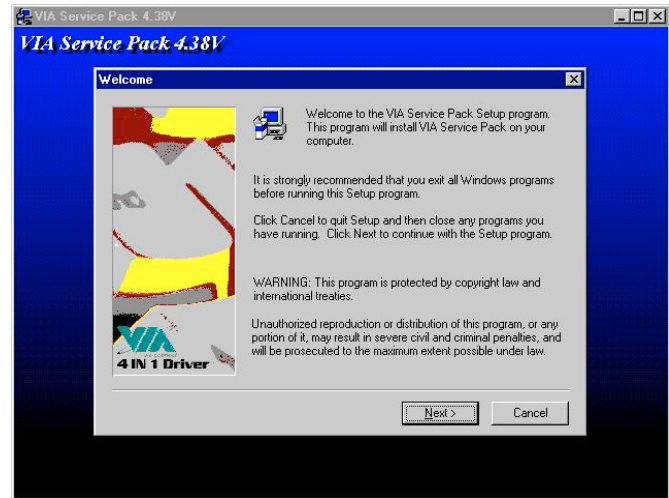 VIA Service Pack 4.38V
VIA Service Pack 4.38V
Welcome
Welcome to the VIA Service Pack Setup program.
This program will install VIA Service Pack on your
computer.
It is strongly recommended that you exit all Windows programs
before running this Setup program.
Click Cancel to quit Setup and then close any programs you
have running. Click Next to continue with the Setup program.
WARNING: This program is protected by copyright law and
international treaties.
Unauthorized reproduction or distribution of this program, or any
portion of it, may result in severe civil and criminal penalties, and
will be prosecuted to the maximum extent possible under law.
VIA
4 IN 1 Driver
Next >
Cancel